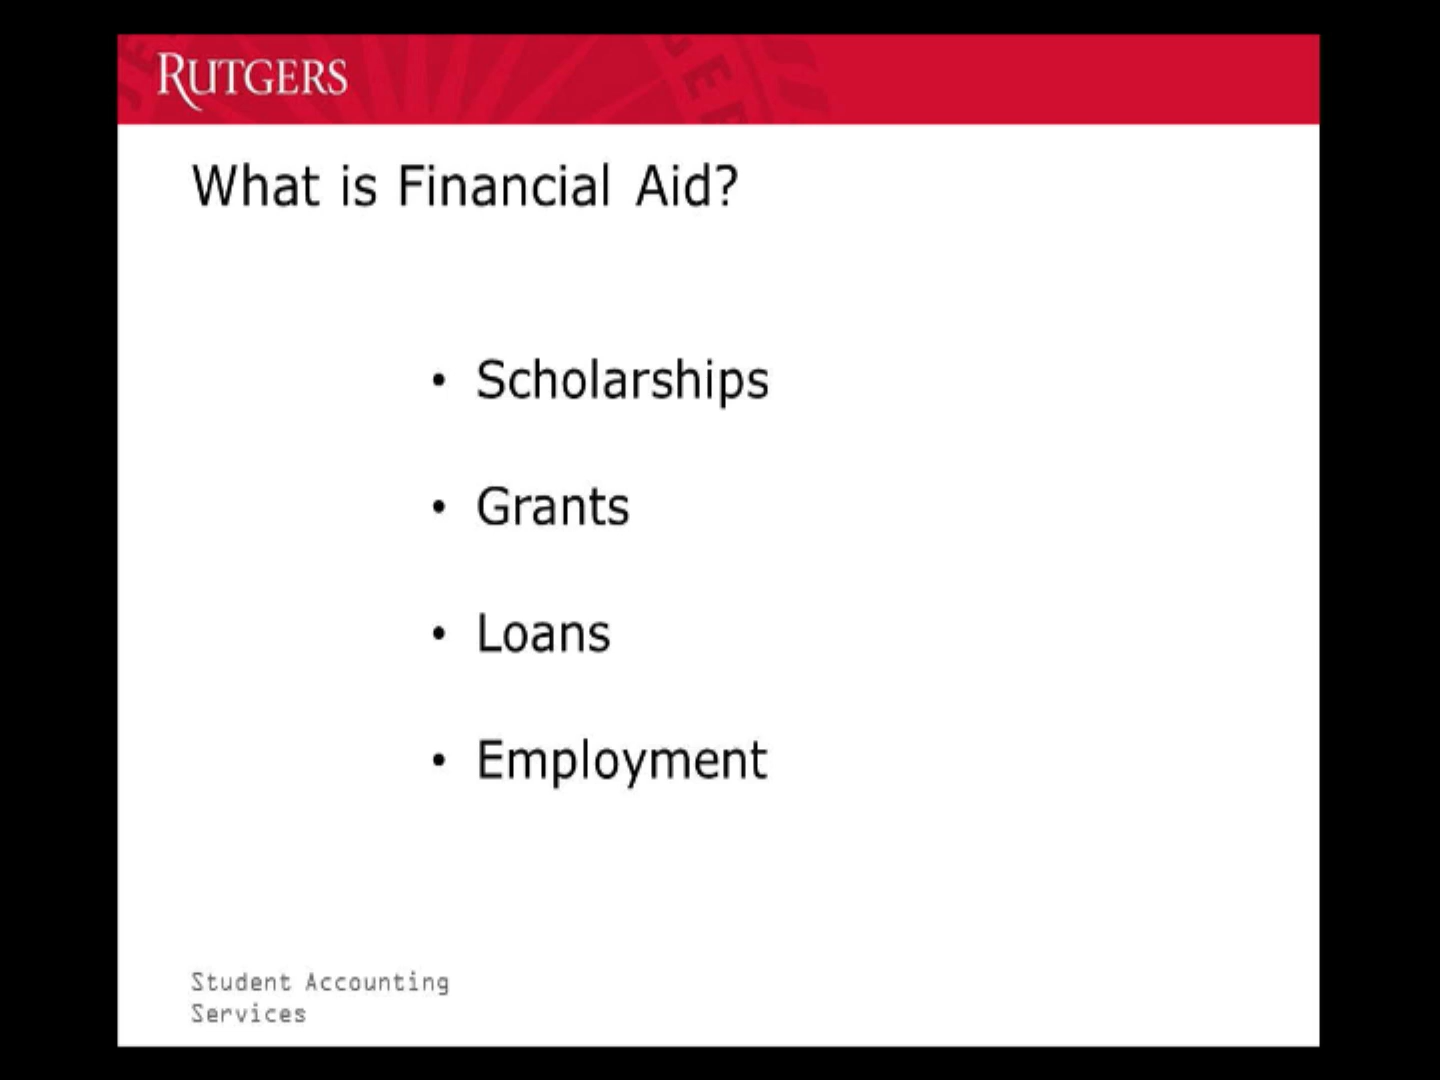 RUTGERS
What is Financial Aid?
• Scholarships
• Grants
• Loans
• Employment
Student Accounting
Services